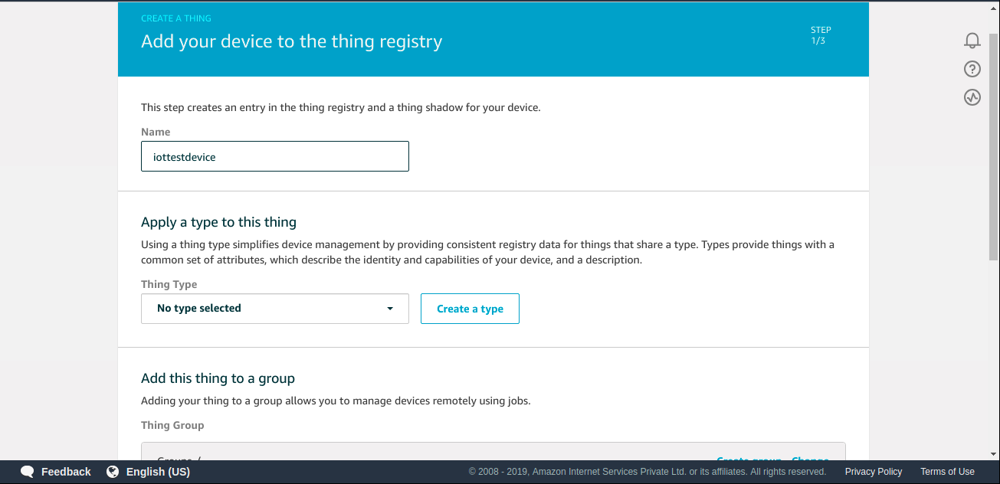 CREATE A THING
Add your device to the thing registry
STEP
1/3
This step creates an entry in the thing registry and a thing shadow for your device.
Name
iottestdevice
Apply a type to this thing
Using a thing type simplifies device management by providing consistent registry data for things that share a type. Types provide things with a
common set of attributes, which describe the identity and capabilities of your device, and a description.
Thing Type
No type selected
Create a type
Add this thing to a group
Adding your thing to a group allows you to manage devices remotely using jobs.
Thing Group
Groups /
Create group Change
Feedback English (US) © 2008 - 2019, Amazon Internet Services Private Ltd. or its affiliates. All rights reserved. Privacy Policy Terms of Use